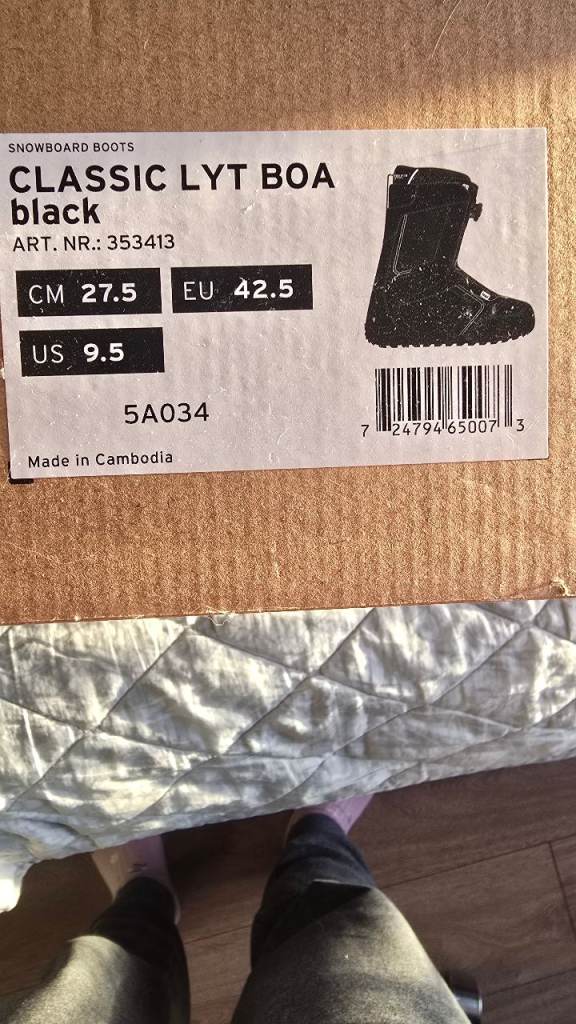 SNOWBOARD BOOTS
CLASSIC LYT BOA
black
ART. NR.: 353413
CM 27.5 EU 42.5
US 9.5
5A034
7 24794 65007 3
Made in Cambodia